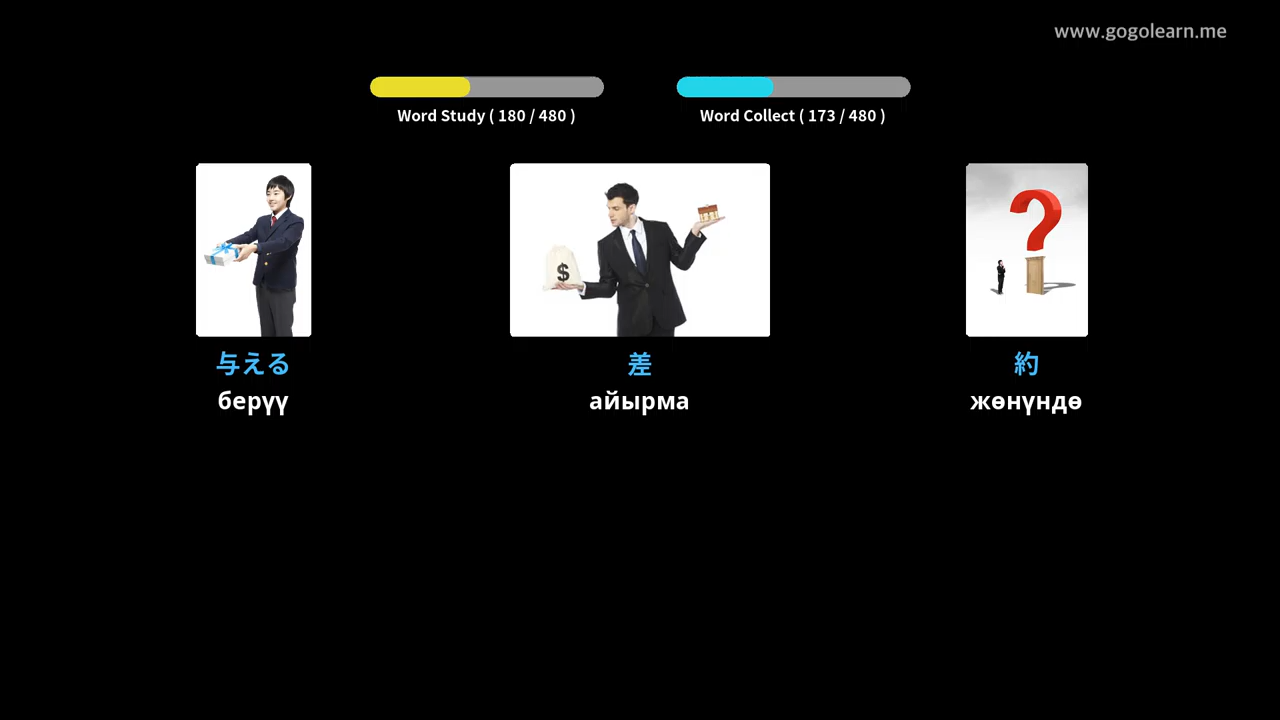 www.gogolearn.me
Word Study ( 180 / 480 )
Word Collect ( 173 / 480 )
$
?
与える
差
約
берүү
айырма
жөнүндө